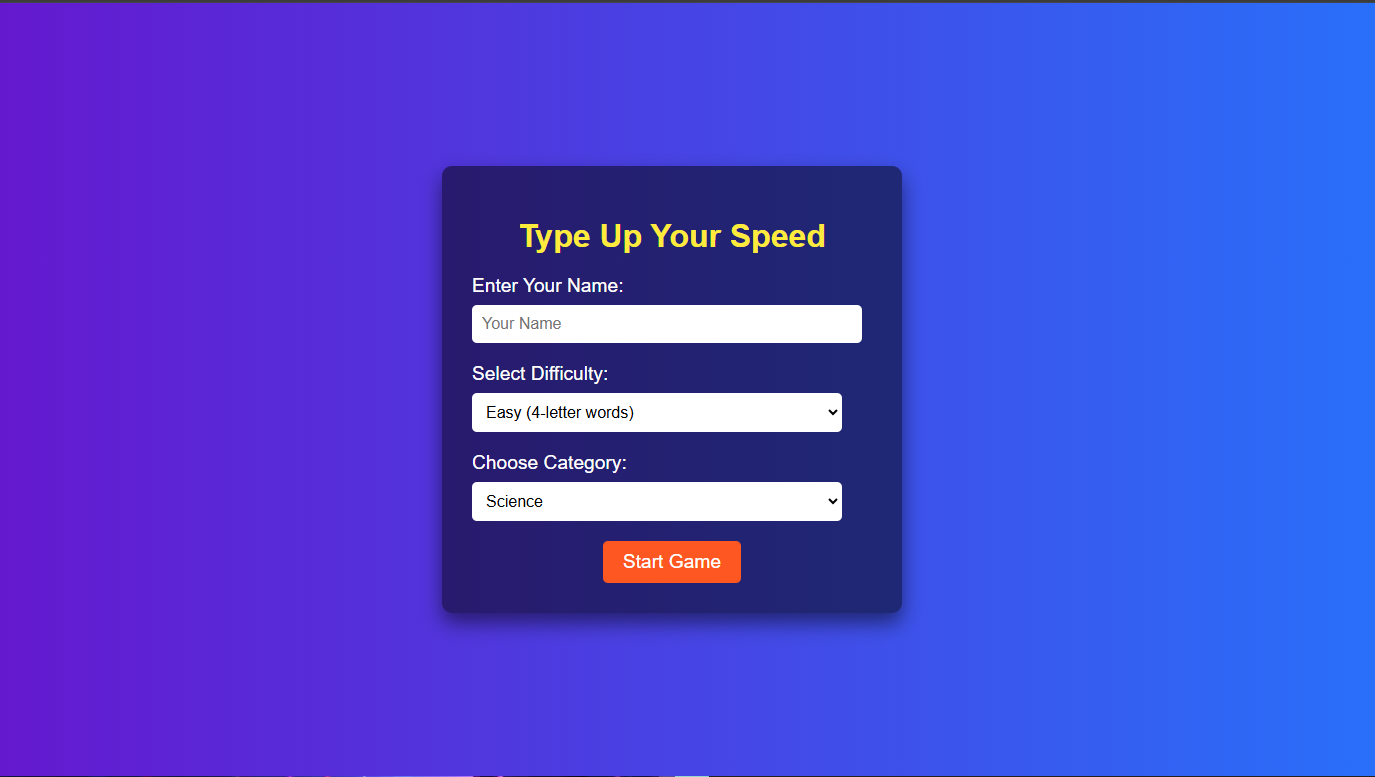 Type Up Your Speed
Enter Your Name:
Your Name
Select Difficulty:
Easy (4-letter words)
Choose Category:
Science
Start Game